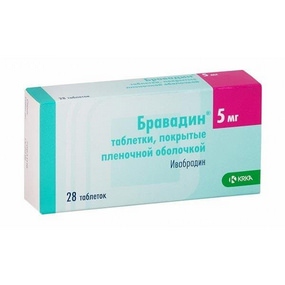 Бравадин®
5 мг
таблетки, покрытые
пленочной оболочкой
Ивабрадин
28 таблеток
KRKA